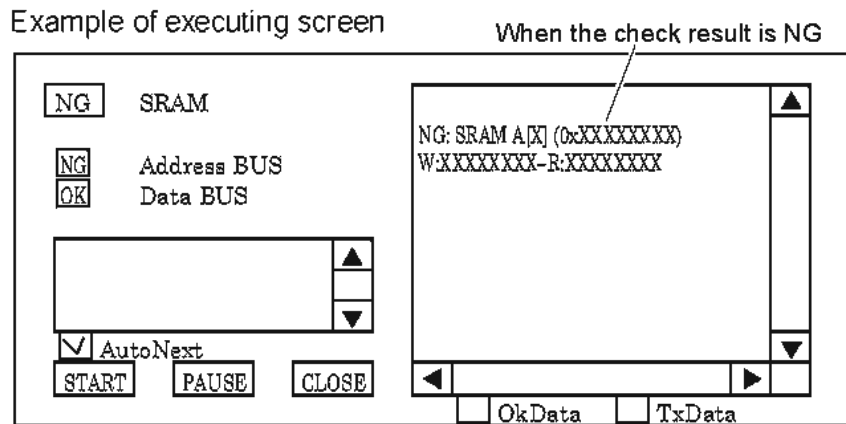 Example of executing screen
When the check result is NG
NG SRAM
NG Address BUS
OK Data BUS
AutoNext
START PAUSE CLOSE
NG: SRAM A[X] (0xXXXXXXXX)
W:XXXXXXXX-R:XXXXXXXX
OkData TxData